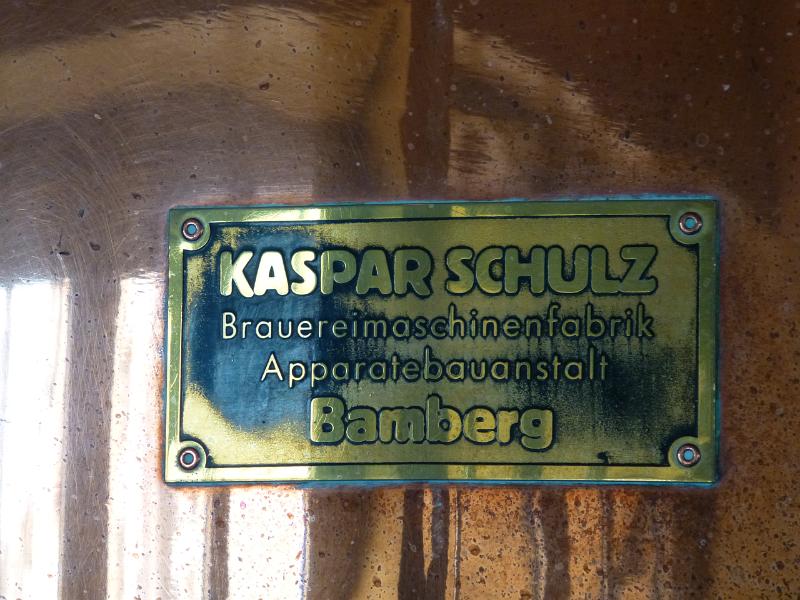 KASPAR SCHULZ
Brauereimaschinenfabrik
Apparatebauanstalt
Bamberg